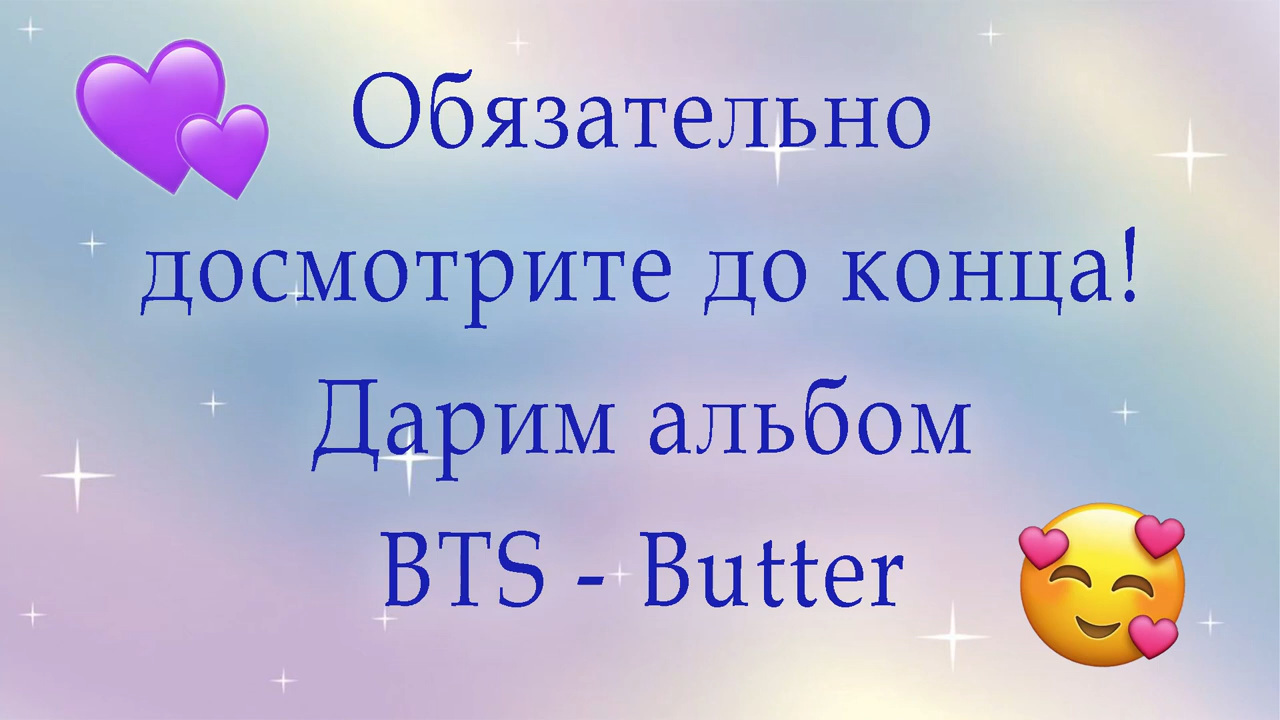 Обязательно
досмотрите до конца!
Дарим альбом
BTS - Butter